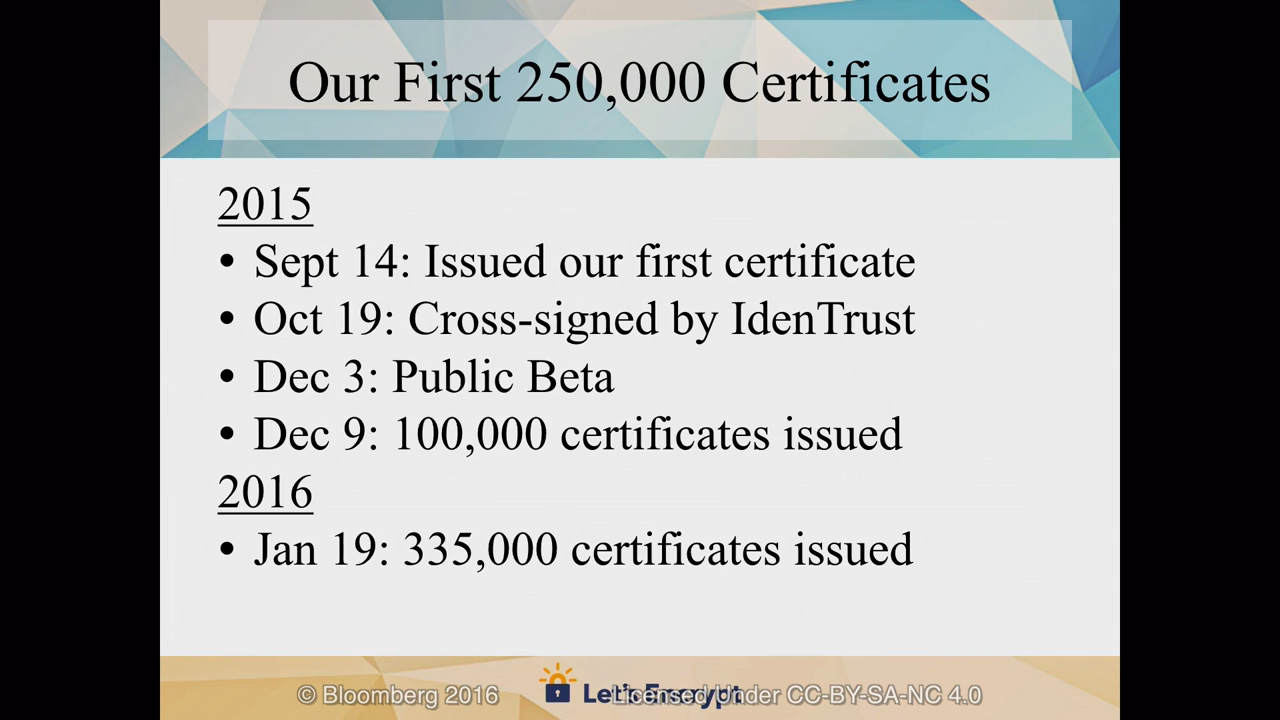 Our First 250,000 Certificates
2015
• Sept 14: Issued our first certificate
• Oct 19: Cross-signed by IdenTrust
• Dec 3: Public Beta
• Dec 9: 100,000 certificates issued
2016
• Jan 19: 335,000 certificates issued
Let's Encrypt
© Bloomberg 2016 Licensed Under CC-BY-SA-NC 4.0